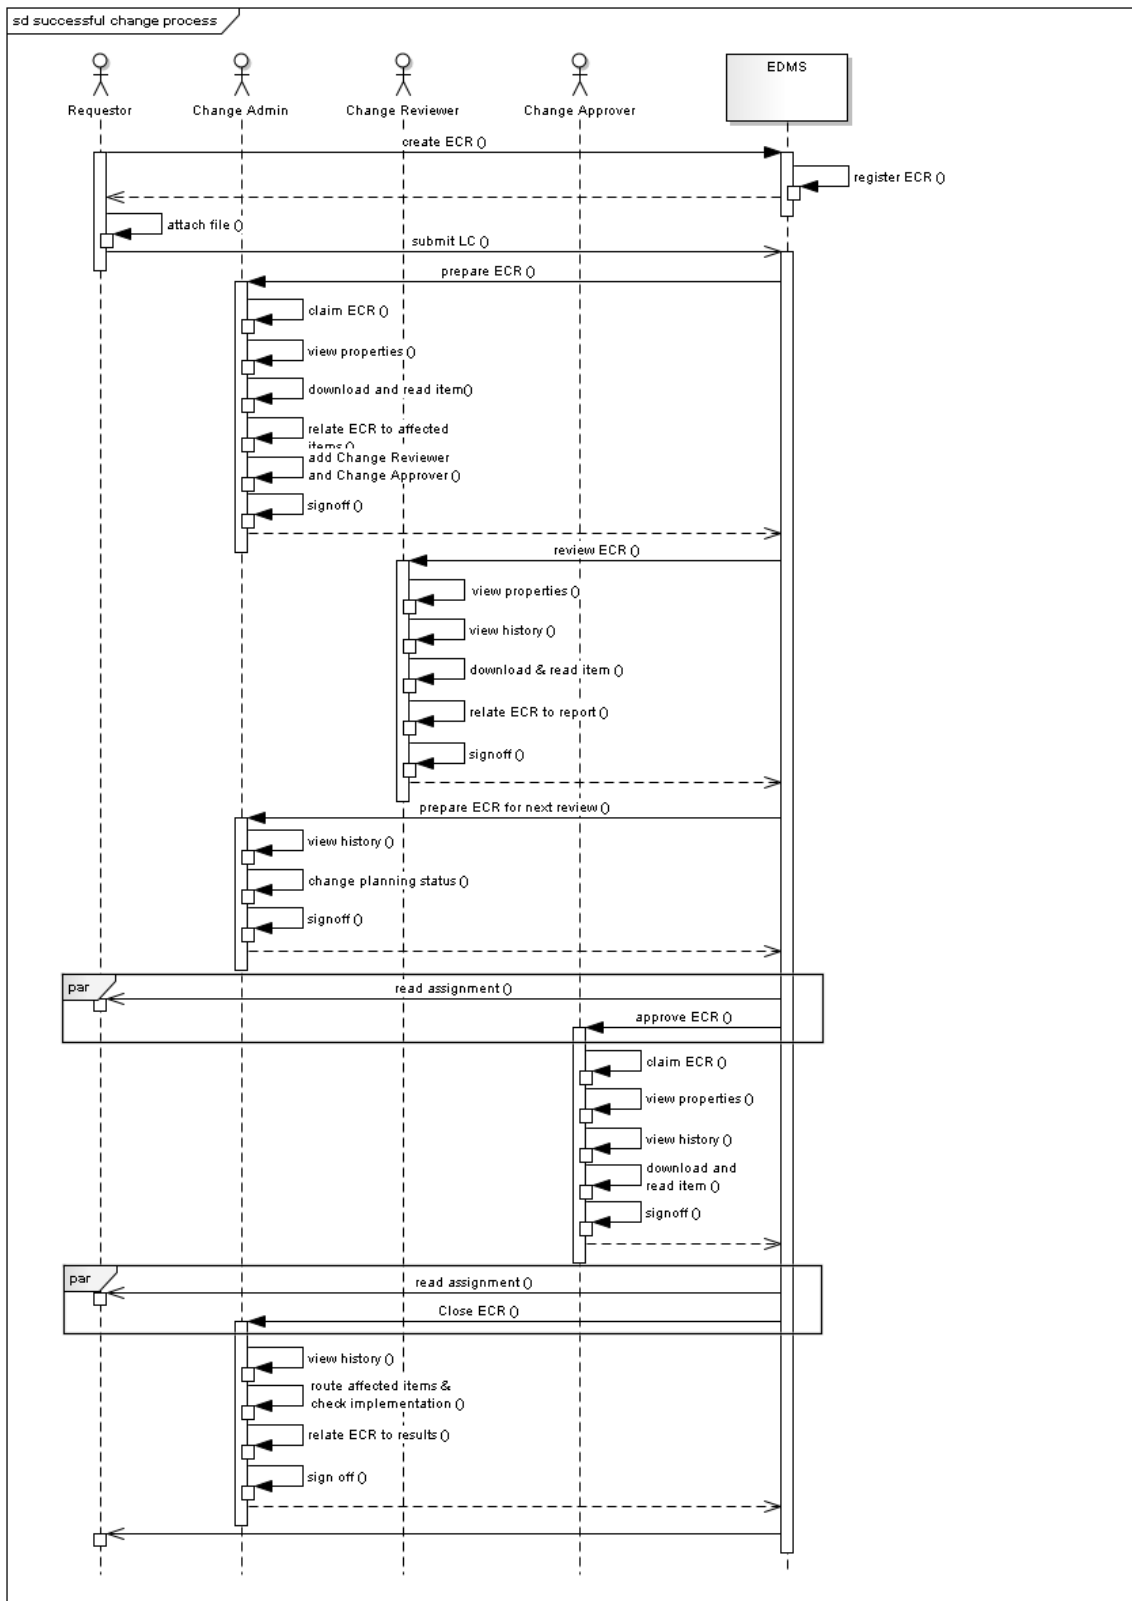 sd successful change process
EDMS
Requestor
Change Admin
Change Reviewer
Change Approver
create ECR ()
register ECR ()
attach file ()
submit LC ()
prepare ECR ()
claim ECR ()
view properties ()
download and read item()
relate ECR to affected
items ()
add Change Reviewer
and Change Approver ()
signoff ()
review ECR ()
view properties ()
view history ()
download & read item ()
relate ECR to report ()
signoff ()
prepare ECR for next review ()
view history ()
change planning status ()
signoff ()
par
read assignment ()
approve ECR ()
claim ECR ()
view properties ()
view history ()
download and
read item ()
signoff ()
par
read assignment ()
Close ECR ()
view history ()
route affected items &
check implementation ()
relate ECR to results ()
sign off ()